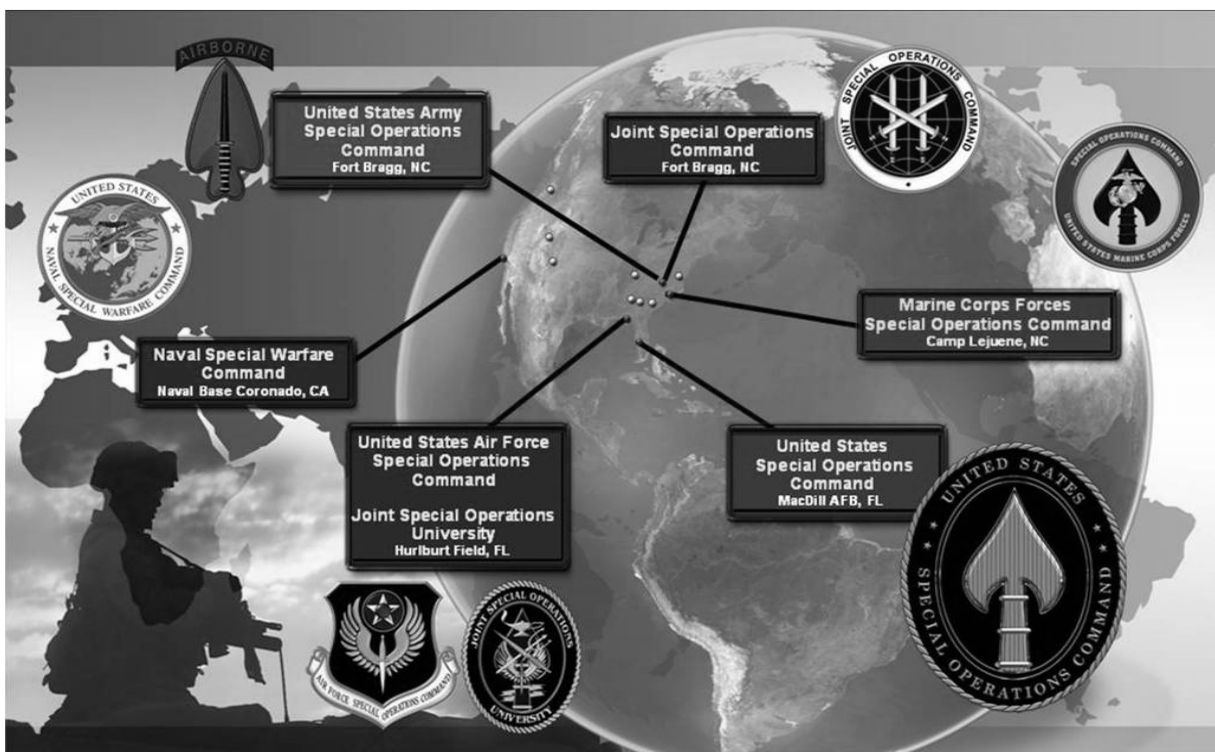 AIRBORNE
United States Army
Special Operations
Command
Fort Bragg, NC
Joint Special Operations
Command
Fort Bragg, NC
JOINT SPECIAL OPERATIONS COMMAND
SPECIAL OPERATIONS COMMAND
UNITED STATES MARINE CORPS FORCES
UNITED STATES
NAVAL SPECIAL WARFARE COMMAND
Naval Special Warfare
Command
Naval Base Coronado, CA
Marine Corps Forces
Special Operations Command
Camp Lejuene, NC
United States Air Force
Special Operations
Command
Joint Special Operations
University
Hurlburt Field, FL
United States
Special Operations
Command
MacDill AFB, FL
AIR FORCE SPECIAL OPERATIONS COMMAND
JOINT SPECIAL OPERATIONS
UNIVERSITY
UNITED STATES
SPECIAL OPERATIONS COMMAND